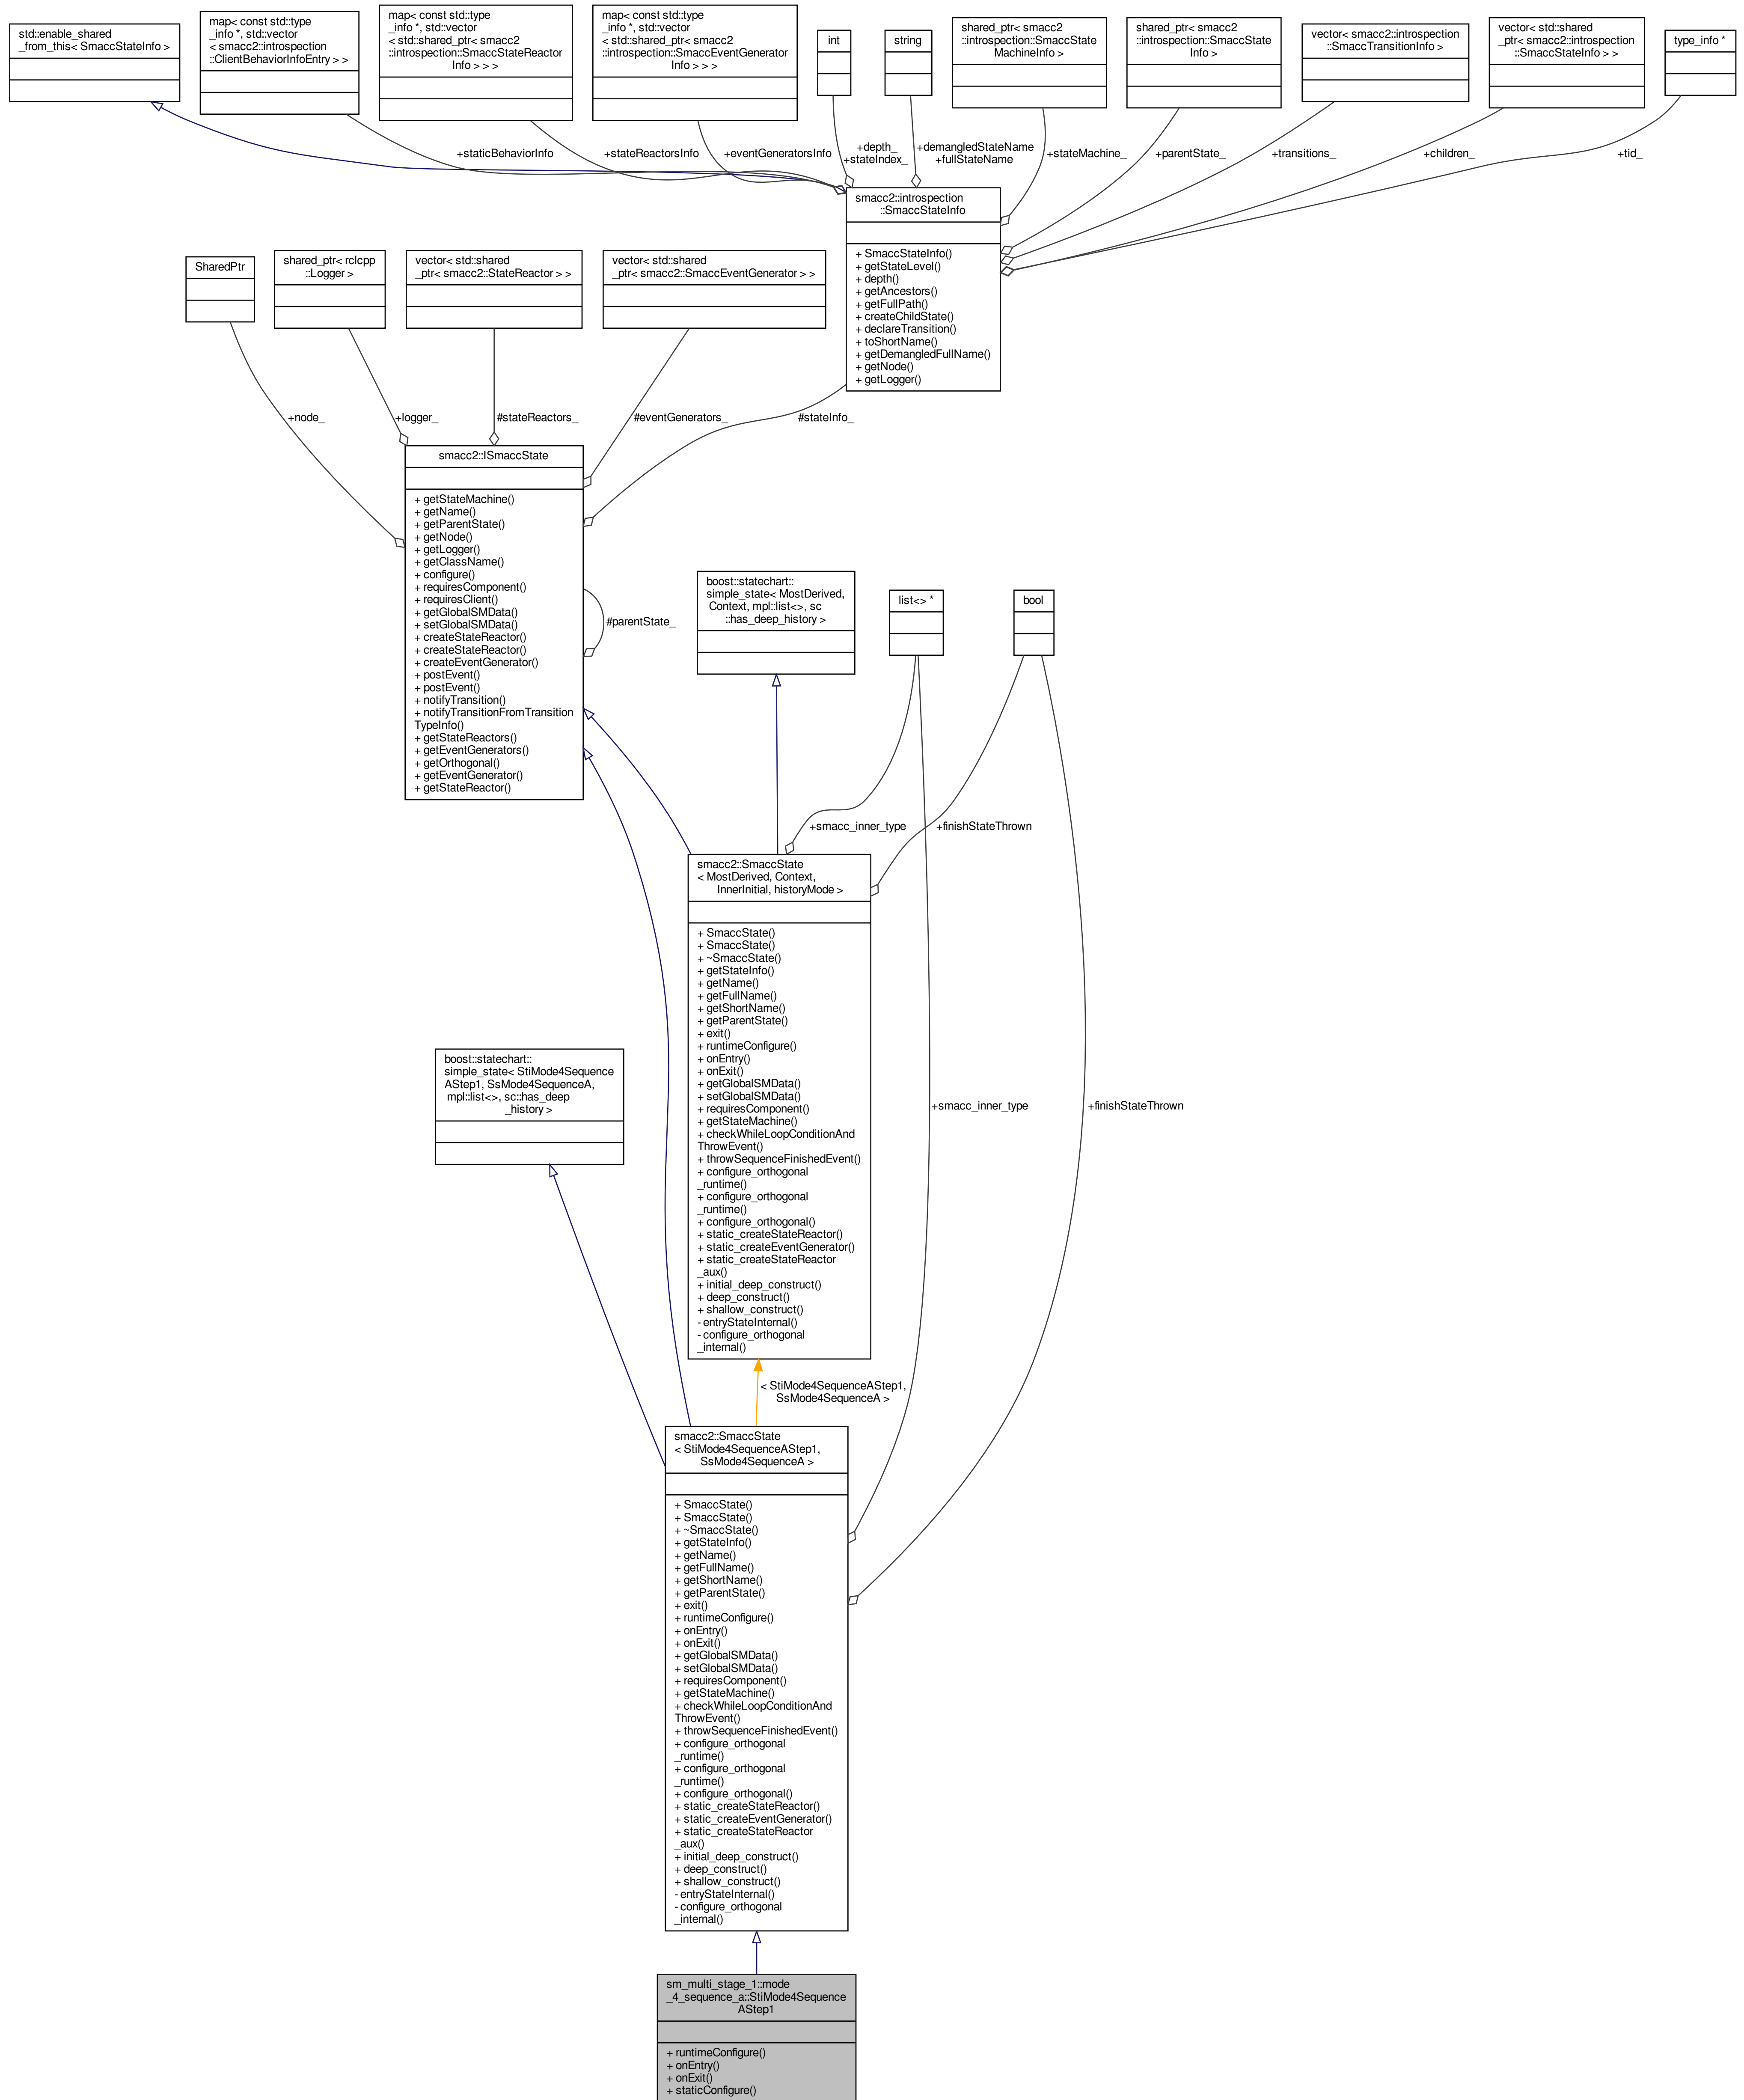 std::enable_shared
_from_this< SmaccStateInfo >
map< const std::type
_info *, std::vector
< smacc2::introspection
::ClientBehaviorInfoEntry > >
map< const std::type
_info *, std::vector
< std::shared_ptr< smacc2
::introspection::SmaccStateReactor
Info > > >
map< const std::type
_info *, std::vector
< std::shared_ptr< smacc2
::introspection::SmaccEventGenerator
Info > > >
int
string
shared_ptr< smacc2
::introspection::SmaccState
MachineInfo >
shared_ptr< smacc2
::introspection::SmaccState
Info >
vector< smacc2::introspection
::SmaccTransitionInfo >
vector< std::shared
_ptr< smacc2::introspection
::SmaccStateInfo > >
type_info *
+staticBehaviorInfo
+stateReactorsInfo
+eventGeneratorsInfo
+depth_
+stateIndex_
+demangledStateName
+fullStateName
+stateMachine_
+parentState_
+transitions_
+children_
+tid_
smacc2::introspection
::SmaccStateInfo
+ SmaccStateInfo()
+ getStateLevel()
+ depth()
+ getAncestors()
+ getFullPath()
+ createChildState()
+ declareTransition()
+ toShortName()
+ getDemangledFullName()
+ getNode()
+ getLogger()
SharedPtr
shared_ptr< rclcpp
::Logger >
vector< std::shared
_ptr< smacc2::StateReactor > >
vector< std::shared
_ptr< smacc2::SmaccEventGenerator > >
+node_
+logger_
#stateReactors_
#eventGenerators_
#stateInfo_
smacc2::ISmaccState
+ getStateMachine()
+ getName()
+ getParentState()
+ getNode()
+ getLogger()
+ getClassName()
+ configure()
+ requiresComponent()
+ requiresClient()
+ getGlobalSMData()
+ setGlobalSMData()
+ createStateReactor()
+ createStateReactor()
+ createEventGenerator()
+ postEvent()
+ postEvent()
+ notifyTransition()
+ notifyTransitionFromTransition
TypeInfo()
+ getStateReactors()
+ getEventGenerators()
+ getOrthogonal()
+ getEventGenerator()
+ getStateReactor()
#parentState_
boost::statechart::
simple_state< MostDerived,
Context, mpl::list<>, sc
::has_deep_history >
list<> *
bool
+smacc_inner_type
+finishStateThrown
smacc2::SmaccState
< MostDerived, Context,
InnerInitial, historyMode >
+ SmaccState()
+ SmaccState()
+ ~SmaccState()
+ getStateInfo()
+ getName()
+ getFullName()
+ getShortName()
+ getParentState()
+ exit()
+ runtimeConfigure()
+ onEntry()
+ onExit()
+ getGlobalSMData()
+ setGlobalSMData()
+ requiresComponent()
+ getStateMachine()
+ checkWhileLoopConditionAnd
ThrowEvent()
+ throwSequenceFinishedEvent()
+ configure_orthogonal
_runtime()
+ configure_orthogonal
_runtime()
+ configure_orthogonal()
+ static_createStateReactor()
+ static_createEventGenerator()
+ static_createStateReactor
_aux()
+ initial_deep_construct()
+ deep_construct()
+ shallow_construct()
- entryStateInternal()
- configure_orthogonal
_internal()
boost::statechart::
simple_state< StiMode4Sequence
AStep1, SsMode4SequenceA,
mpl::list<>, sc::has_deep
_history >
+smacc_inner_type
+finishStateThrown
< StiMode4SequenceAStep1,
SsMode4SequenceA >
smacc2::SmaccState
< StiMode4SequenceAStep1,
SsMode4SequenceA >
+ SmaccState()
+ SmaccState()
+ ~SmaccState()
+ getStateInfo()
+ getName()
+ getFullName()
+ getShortName()
+ getParentState()
+ exit()
+ runtimeConfigure()
+ onEntry()
+ onExit()
+ getGlobalSMData()
+ setGlobalSMData()
+ requiresComponent()
+ getStateMachine()
+ checkWhileLoopConditionAnd
ThrowEvent()
+ throwSequenceFinishedEvent()
+ configure_orthogonal
_runtime()
+ configure_orthogonal
_runtime()
+ configure_orthogonal()
+ static_createStateReactor()
+ static_createEventGenerator()
+ static_createStateReactor
_aux()
+ initial_deep_construct()
+ deep_construct()
+ shallow_construct()
- entryStateInternal()
- configure_orthogonal
_internal()
sm_multi_stage_1::mode
_4_sequence_a::StiMode4Sequence
AStep1
+ runtimeConfigure()
+ onEntry()
+ onExit()
+ staticConfigure()